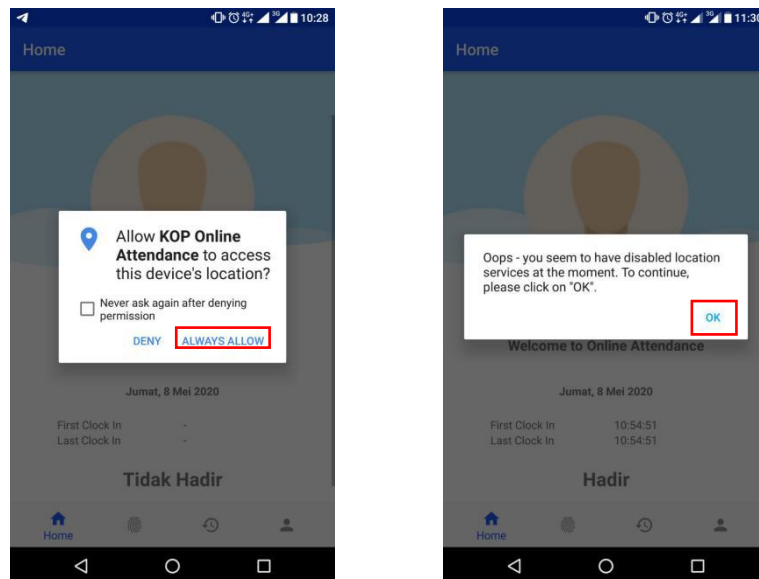 10:28
Home
Allow KOP Online
Attendance to access
this device's location?
Never ask again after denying
permission
DENY ALWAYS ALLOW
Jumat, 8 Mei 2020
First Clock In -
Last Clock In -
Tidak Hadir
Home
11:30
Home
Oops - you seem to have disabled location
services at the moment. To continue,
please click on "OK".
OK
Welcome to Online Attendance
Jumat, 8 Mei 2020
First Clock In 10:54:51
Last Clock In 10:54:51
Hadir
Home